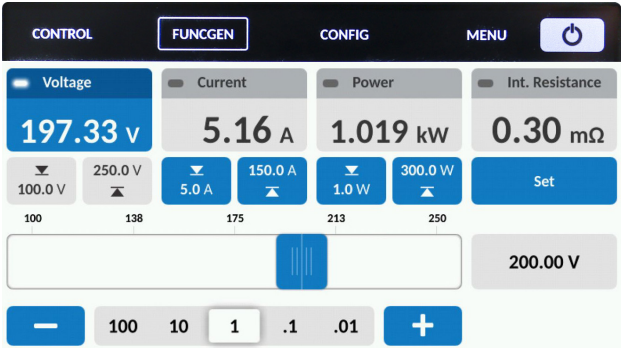 CONTROL FUNCGEN CONFIG MENU
Voltage Current Power Int. Resistance
197.33 V 5.16 A 1.019 kW 0.30 mΩ
100.0 V 250.0 V 5.0 A 150.0 A 1.0 W 300.0 W Set
100 138 175 213 250
200.00 V
100 10 1 .1 .01